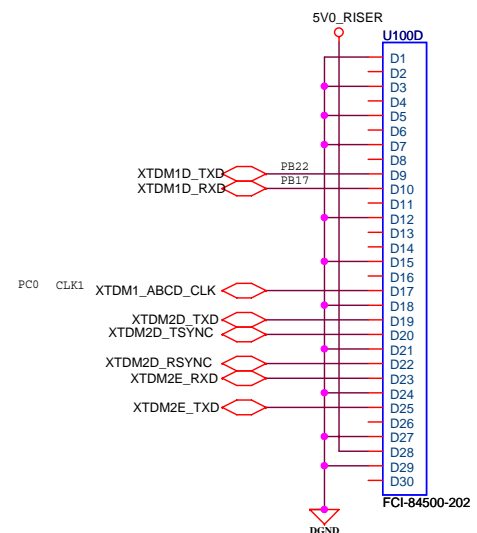 5V0_RISER
U100D
D1
D2
D3
D4
D5
D6
D7
D8
XTDM1D_TXD PB22 D9
XTDM1D_RXD PB17 D10
D11
D12
D13
D14
D15
D16
PC0 CLK1 XTDM1_ABCD_CLK D17
D18
XTDM2D_TXD D19
XTDM2D_TSYNC D20
D21
XTDM2D_RSYNC D22
XTDM2E_RXD D23
D24
XTDM2E_TXD D25
D26
D27
D28
D29
D30
FCI-84500-202
DGND